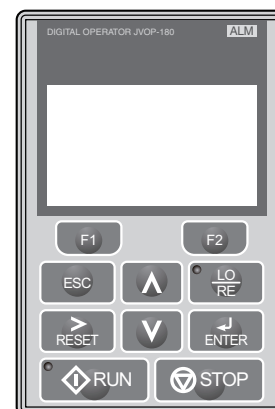 DIGITAL OPERATOR JVOP-180 ALM
F1 F2
ESC LO
RE
RESET ENTER
RUN STOP